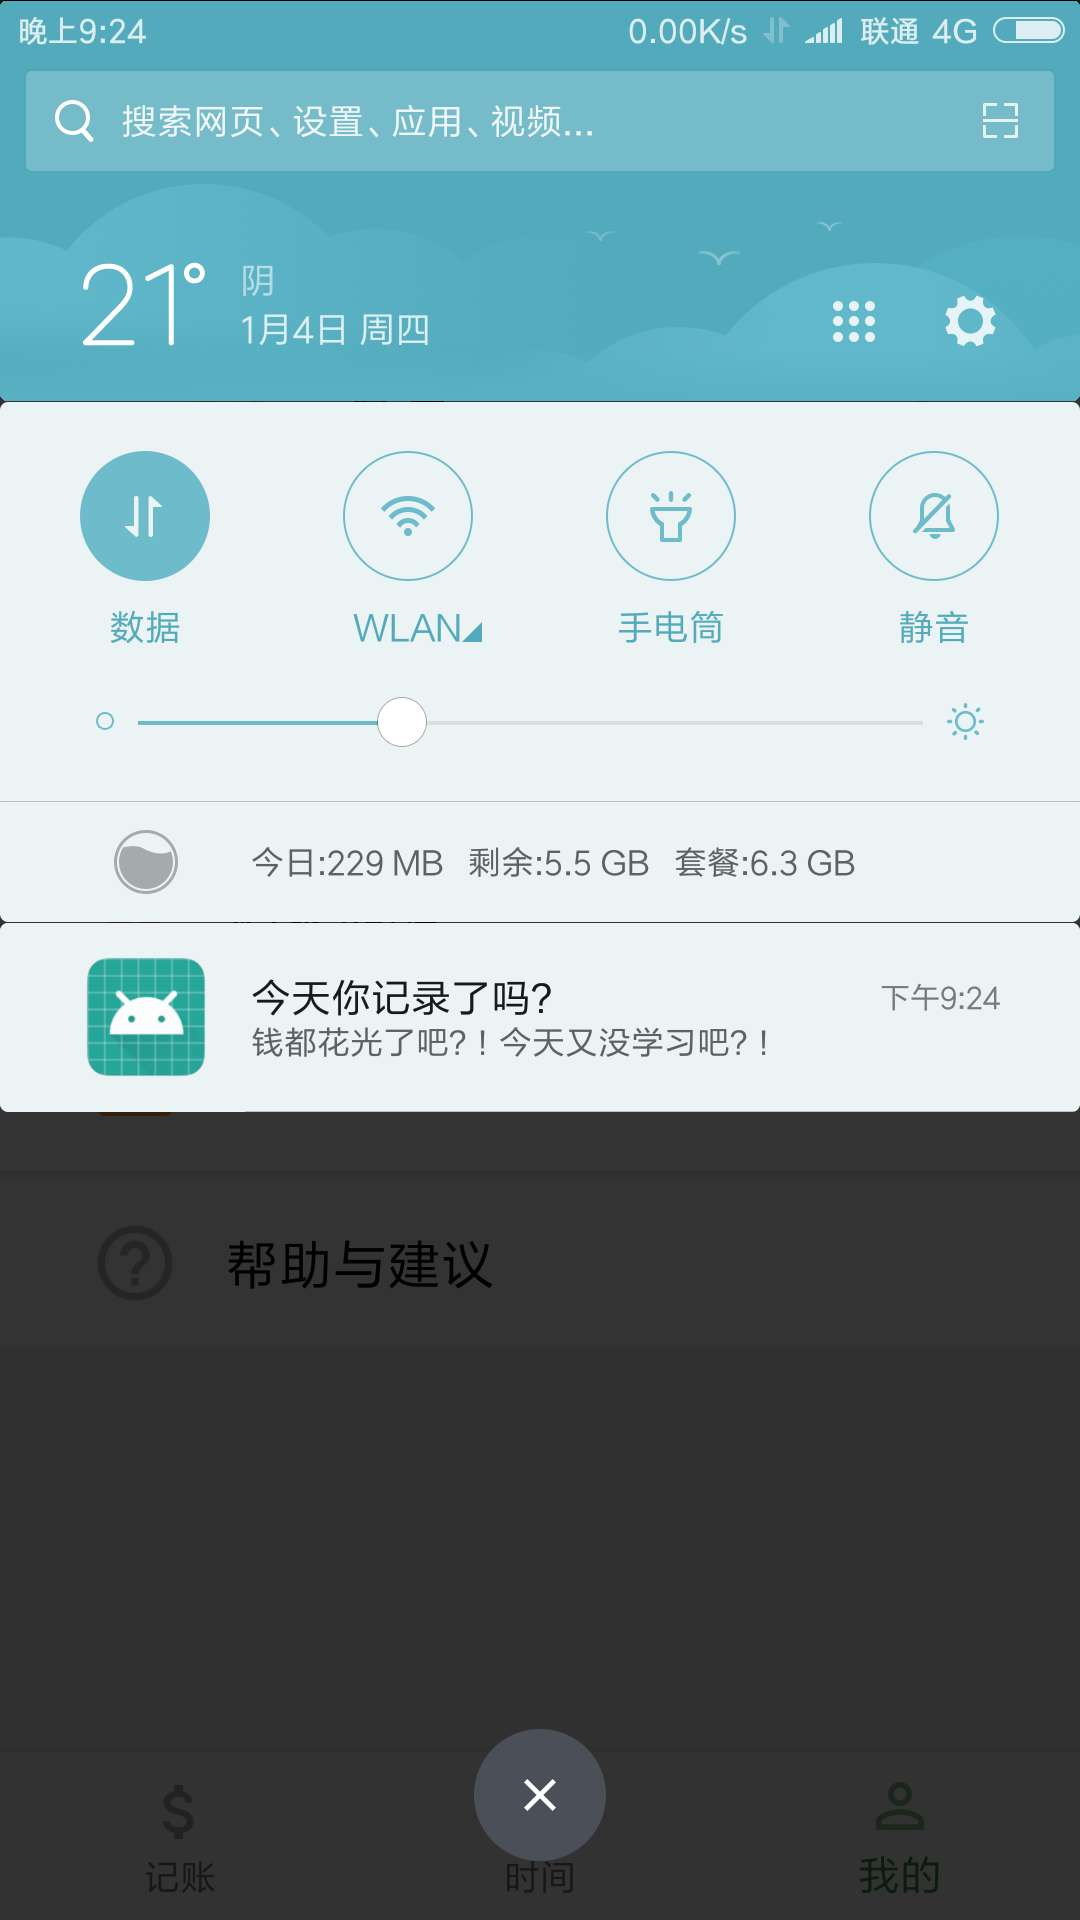 晚上9:24 0.00K/s 联通 4G
搜索网页、设置、应用、视频...
21°
阴
1月4日 周四
数据 WLAN 手电筒 静音
今日:229 MB 剩余:5.5 GB 套餐:6.3 GB
今天你记录了吗? 下午9:24
钱都花光了吧?！今天又没学习吧?！
帮助与建议
记账 时间 我的